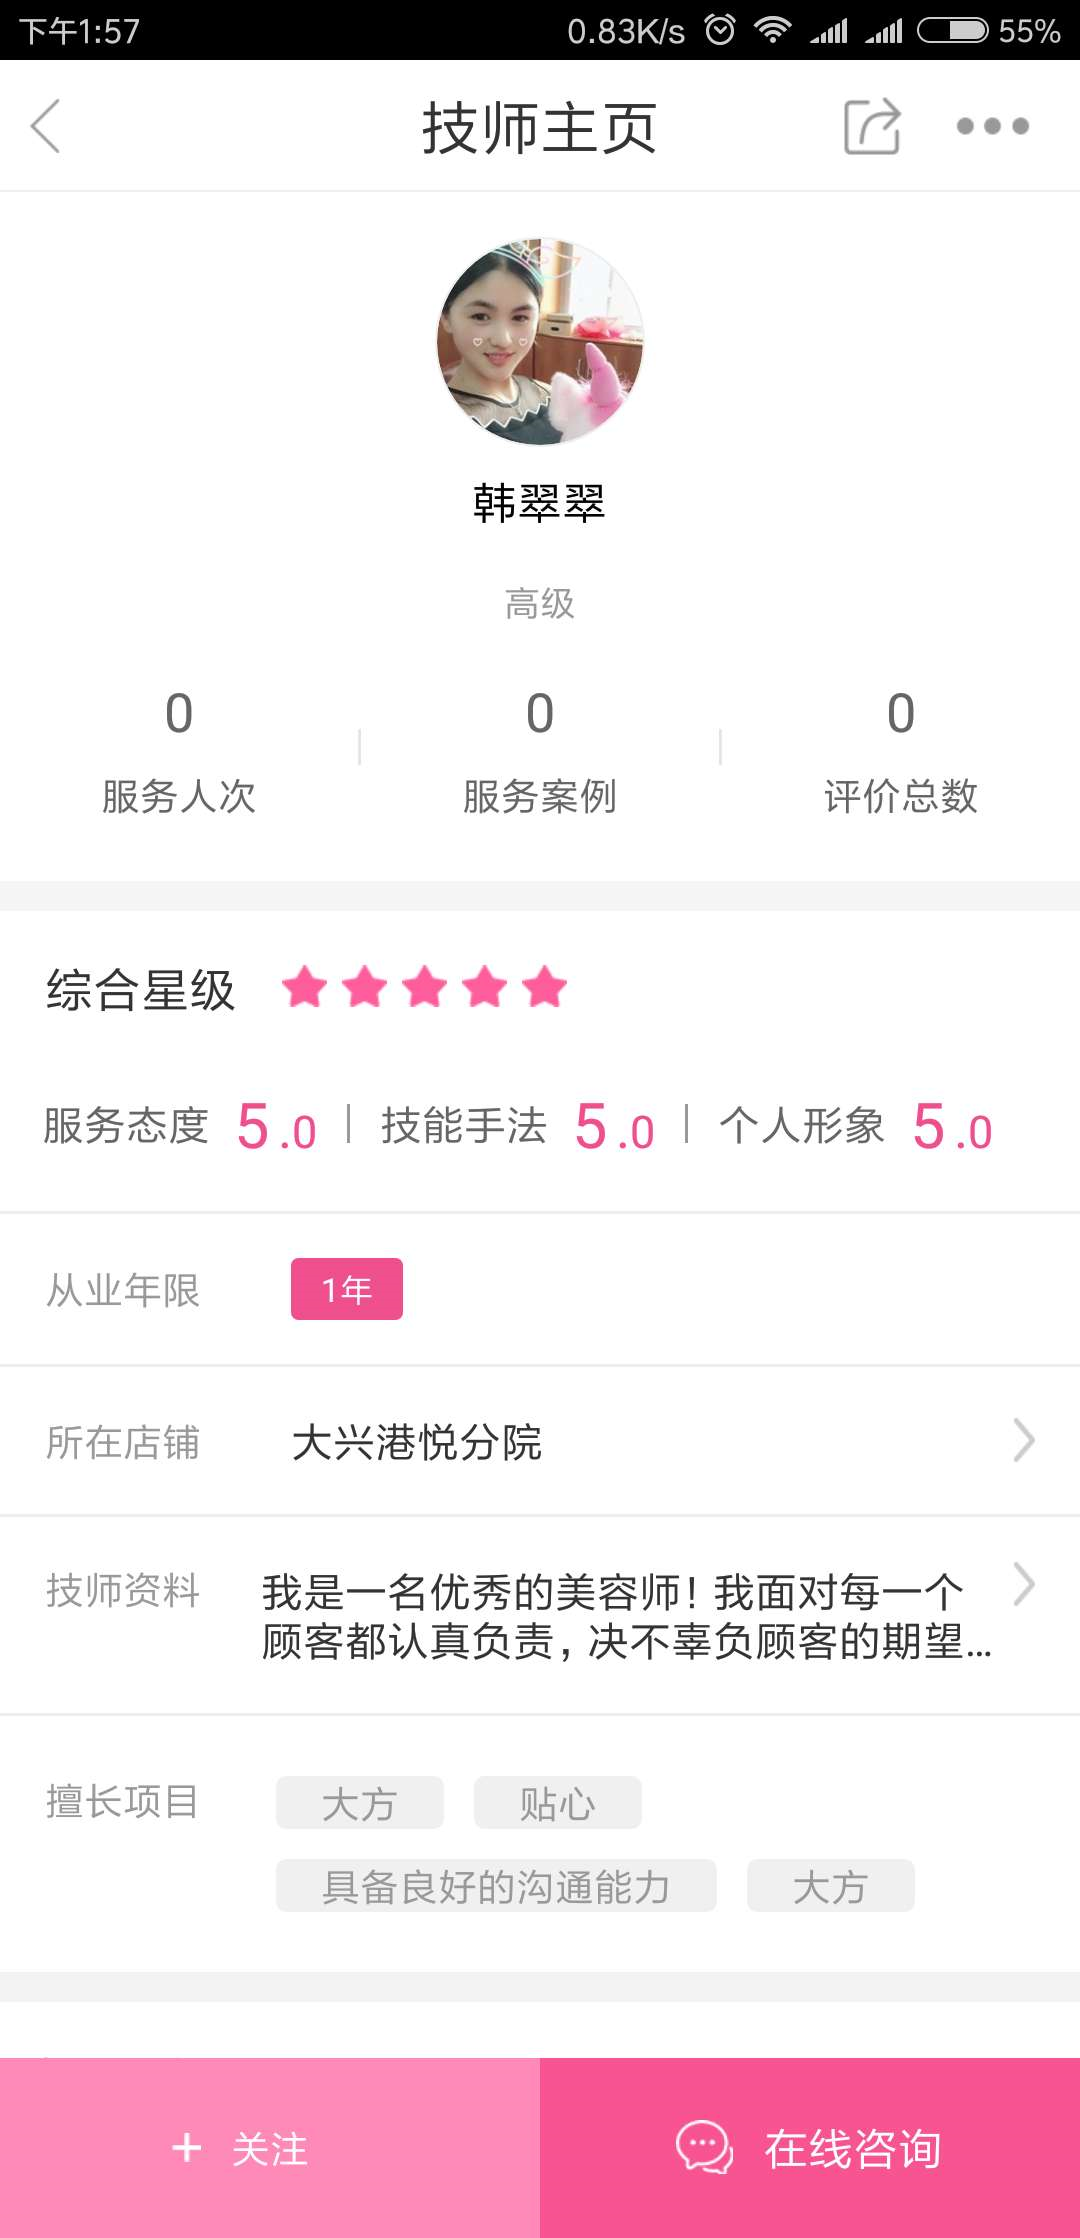 下午1:57 0.83K/s 55%
技师主页
韩翠翠
高级
0 0 0
服务人次 服务案例 评价总数
综合星级
服务态度 5.0 技能手法 5.0 个人形象 5.0
从业年限 1年
所在店铺 大兴港悦分院
技师资料 我是一名优秀的美容师！我面对每一个
顾客都认真负责，决不辜负顾客的期望...
擅长项目 大方 贴心
具备良好的沟通能力 大方
+ 关注 在线咨询